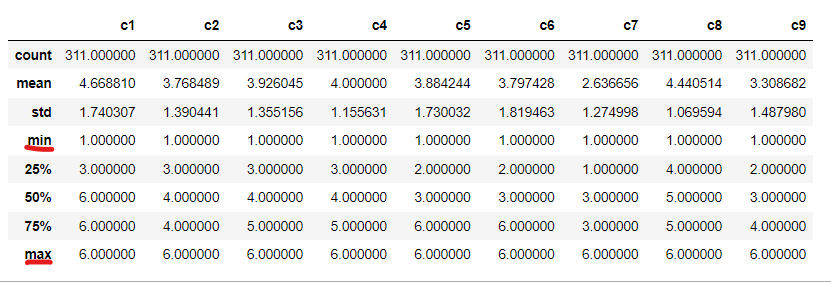 c1 c2 c3 c4 c5 c6 c7 c8 c9
count 311.000000 311.000000 311.000000 311.000000 311.000000 311.000000 311.000000 311.000000 311.000000
mean 4.668810 3.768489 3.926045 4.000000 3.884244 3.797428 2.636656 4.440514 3.308682
std 1.740307 1.390441 1.355156 1.155631 1.730032 1.819463 1.274998 1.069594 1.487980
min 1.000000 1.000000 1.000000 1.000000 1.000000 1.000000 1.000000 1.000000 1.000000
25% 3.000000 3.000000 3.000000 3.000000 2.000000 2.000000 1.000000 4.000000 2.000000
50% 6.000000 4.000000 4.000000 4.000000 3.000000 3.000000 3.000000 5.000000 3.000000
75% 6.000000 4.000000 5.000000 5.000000 6.000000 6.000000 3.000000 5.000000 4.000000
max 6.000000 6.000000 6.000000 6.000000 6.000000 6.000000 6.000000 6.000000 6.000000